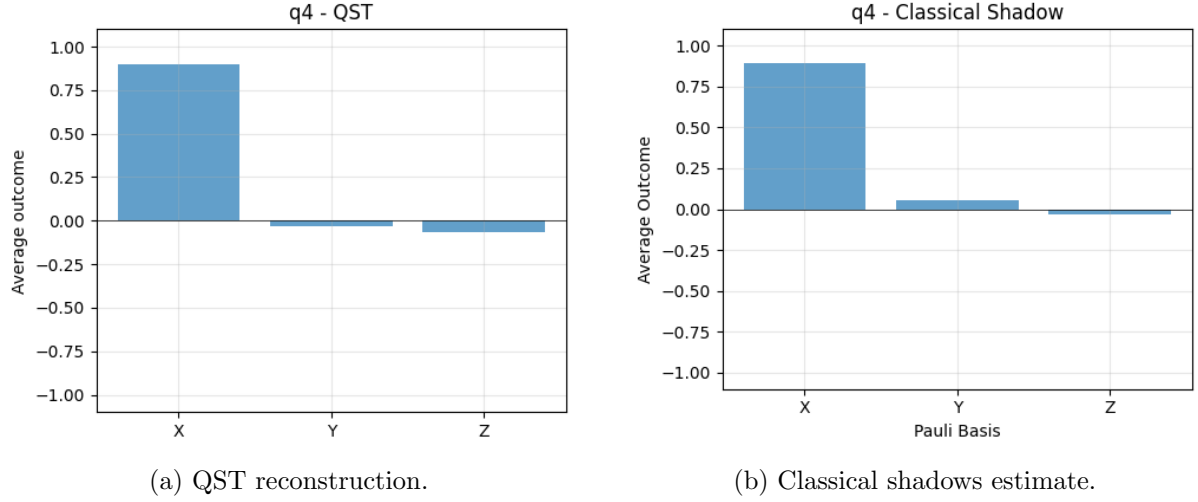 q4 - QST
1.00
0.75
0.50
0.25
0.00
−0.25
−0.50
−0.75
−1.00
Average outcome
X Y Z
(a) QST reconstruction.
q4 - Classical Shadow
1.00
0.75
0.50
0.25
0.00
−0.25
−0.50
−0.75
−1.00
Average Outcome
X Y Z
Pauli Basis
(b) Classical shadows estimate.